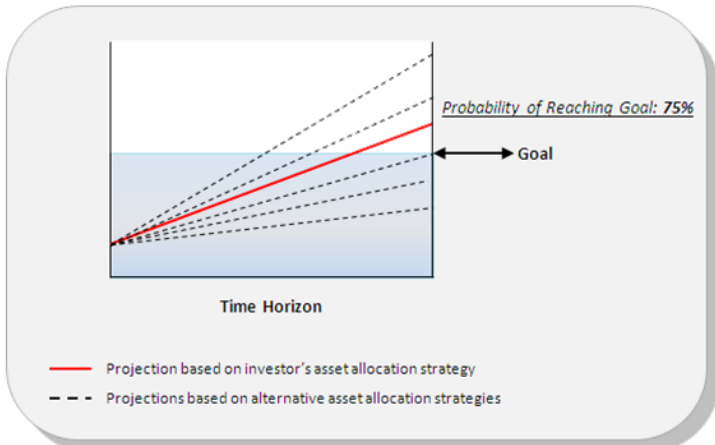 Probability of Reaching Goal: 75%
Goal
Time Horizon
Projection based on investor's asset allocation strategy
Projections based on alternative asset allocation strategies